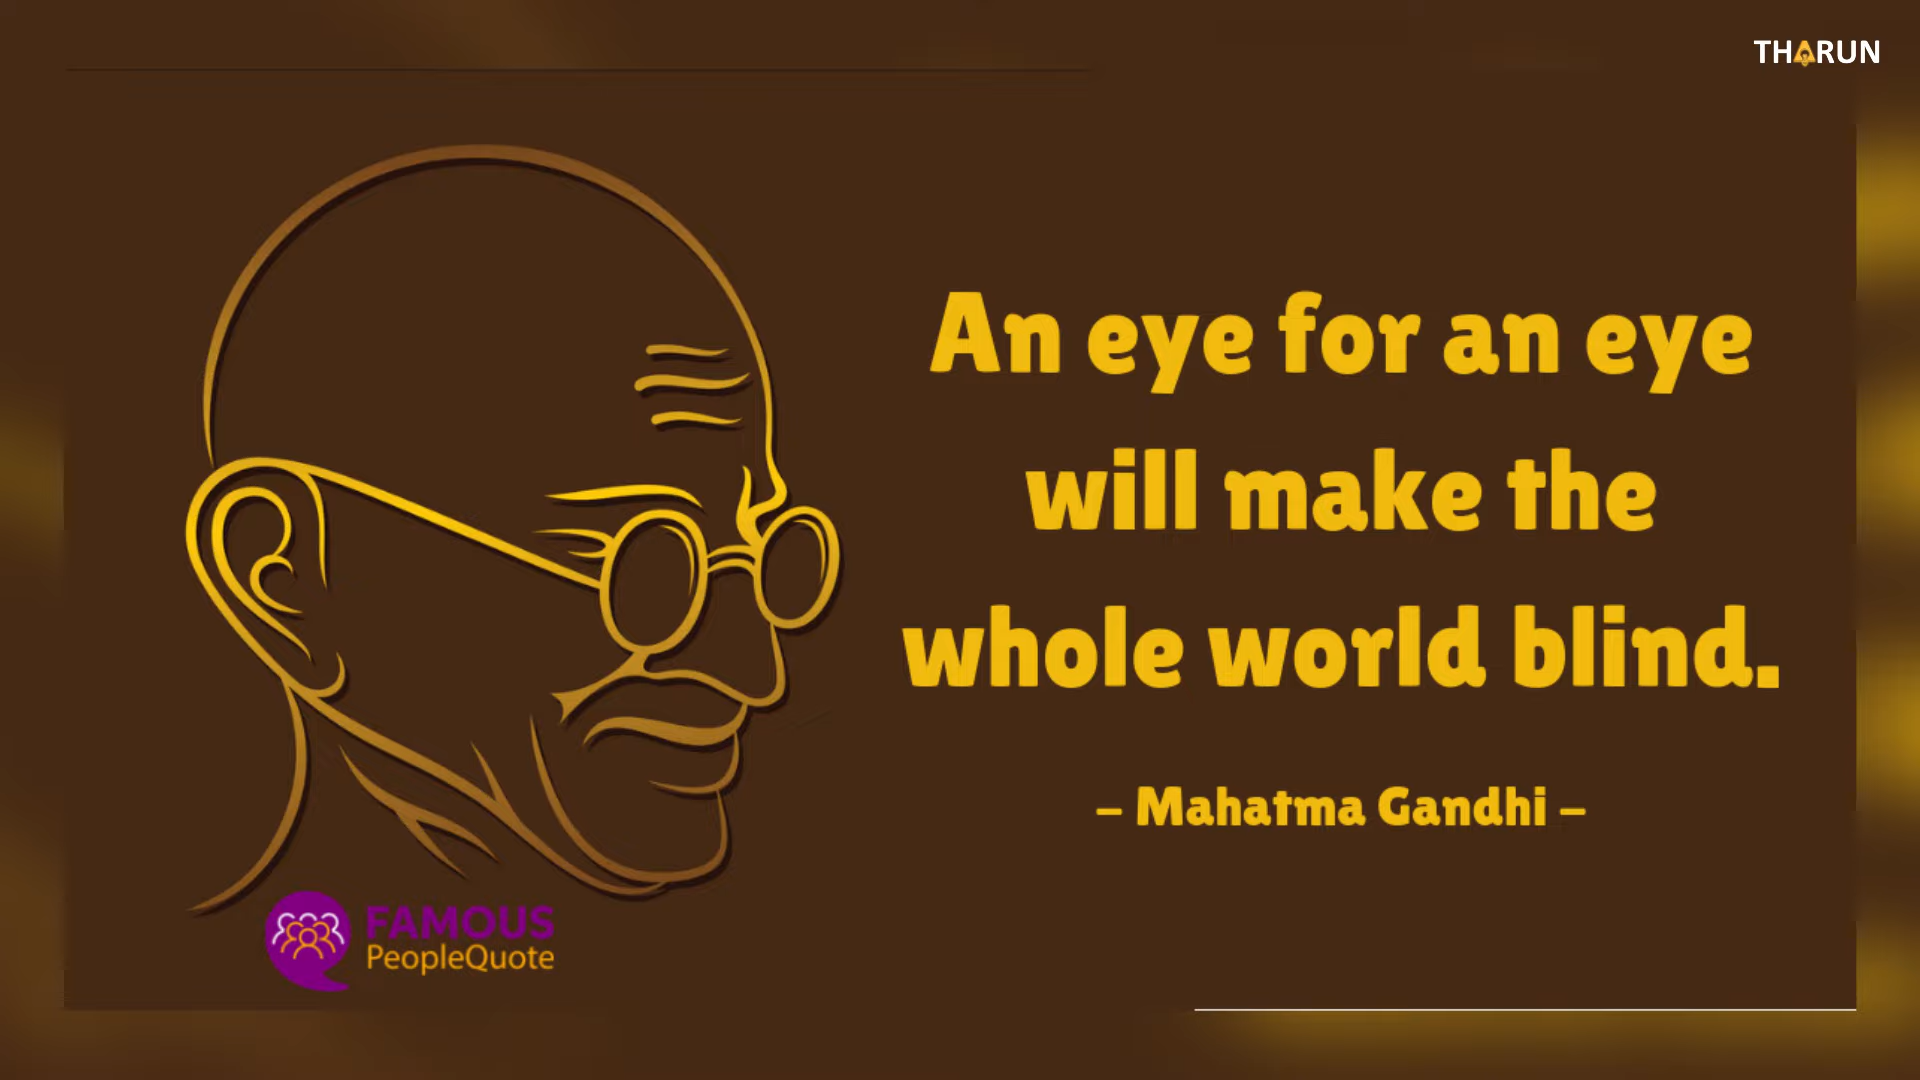 THARUN
An eye for an eye
will make the
whole world blind.
– Mahatma Gandhi –
FAMOUS
PeopleQuote